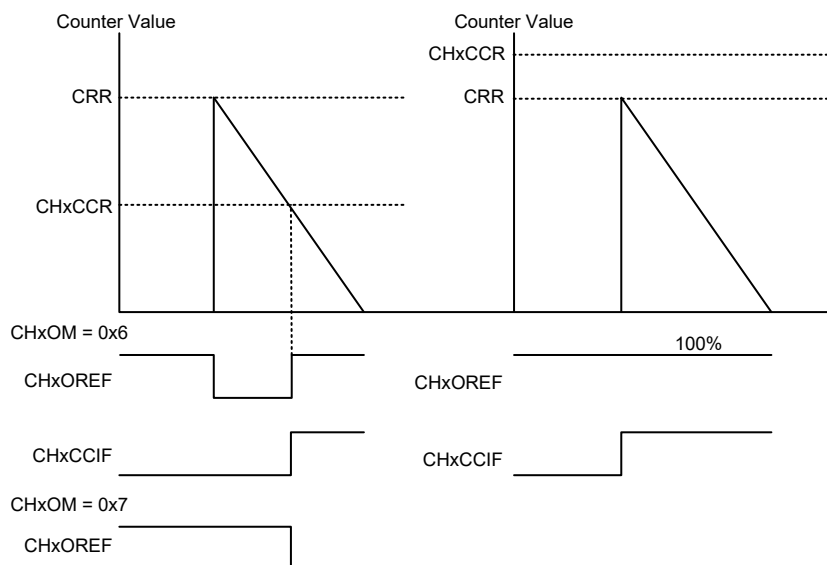 Counter Value
CRR
CHxCCR
CHxOM = 0x6
CHxOREF
CHxCCIF
CHxOM = 0x7
CHxOREF
Counter Value
CHxCCR
CRR
100%
CHxOREF
CHxCCIF